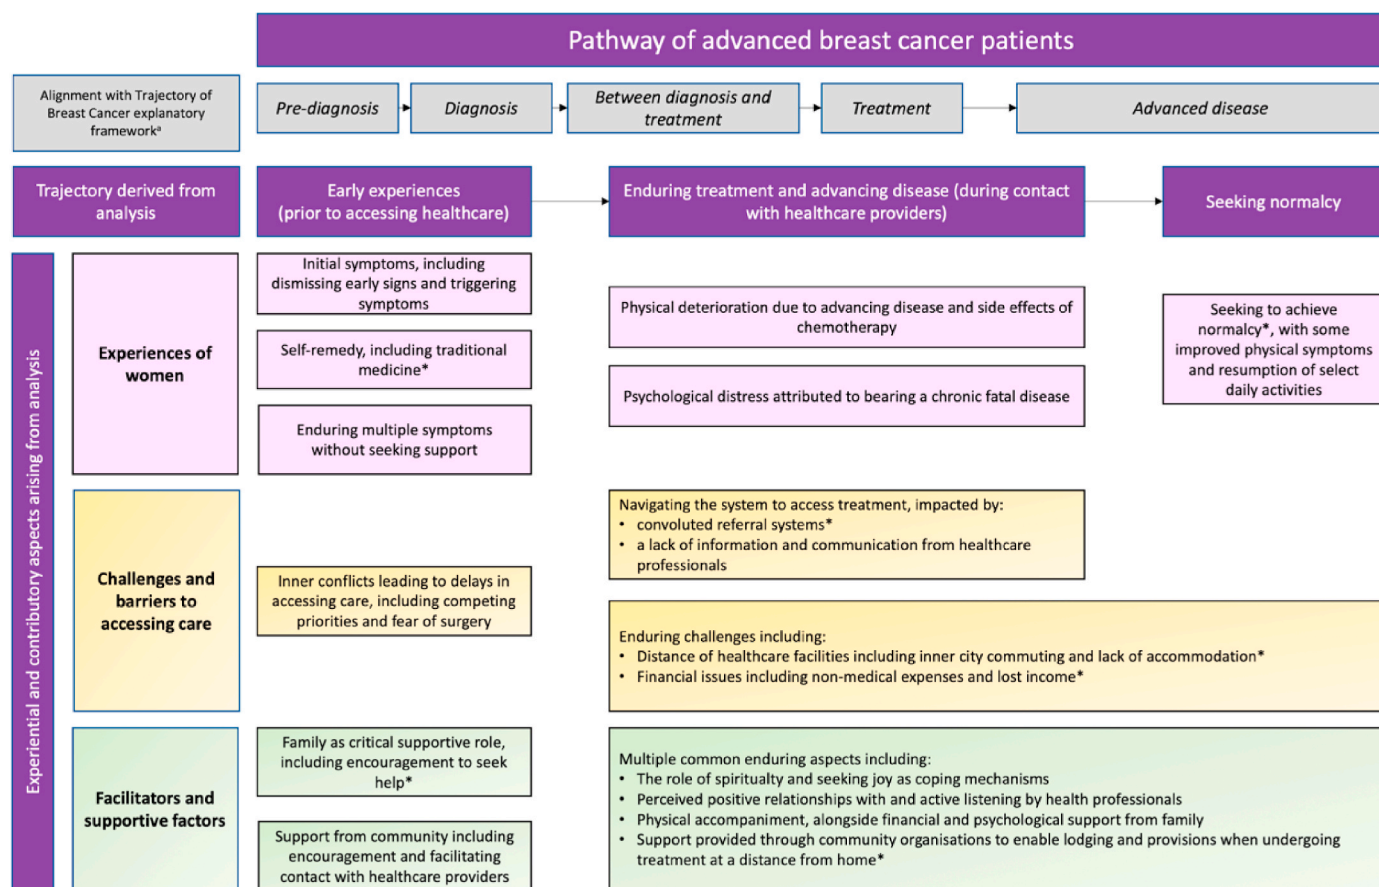 Pathway of advanced breast cancer patients
Alignment with Trajectory of
Breast Cancer explanatory
frameworkᵃ
Pre-diagnosis
Diagnosis
Between diagnosis and
treatment
Treatment
Advanced disease
Trajectory derived from
analysis
Early experiences
(prior to accessing healthcare)
Enduring treatment and advancing disease (during contact
with healthcare providers)
Seeking normalcy
Experiential and contributory aspects arising from analysis
Experiences of
women
Initial symptoms, including
dismissing early signs and triggering
symptoms
Self-remedy, including traditional
medicine*
Enduring multiple symptoms
without seeking support
Physical deterioration due to advancing disease and side effects of
chemotherapy
Psychological distress attributed to bearing a chronic fatal disease
Seeking to achieve
normalcy*, with some
improved physical symptoms
and resumption of select
daily activities
Challenges and
barriers to
accessing care
Inner conflicts leading to delays in
accessing care, including competing
priorities and fear of surgery
Navigating the system to access treatment, impacted by:
• convoluted referral systems*
• a lack of information and communication from healthcare
professionals
Enduring challenges including:
• Distance of healthcare facilities including inner city commuting and lack of accommodation*
• Financial issues including non-medical expenses and lost income*
Facilitators and
supportive factors
Family as critical supportive role,
including encouragement to seek
help*
Support from community including
encouragement and facilitating
contact with healthcare providers
Multiple common enduring aspects including:
• The role of spiritualty and seeking joy as coping mechanisms
• Perceived positive relationships with and active listening by health professionals
• Physical accompaniment, alongside financial and psychological support from family
• Support provided through community organisations to enable lodging and provisions when undergoing
treatment at a distance from home*